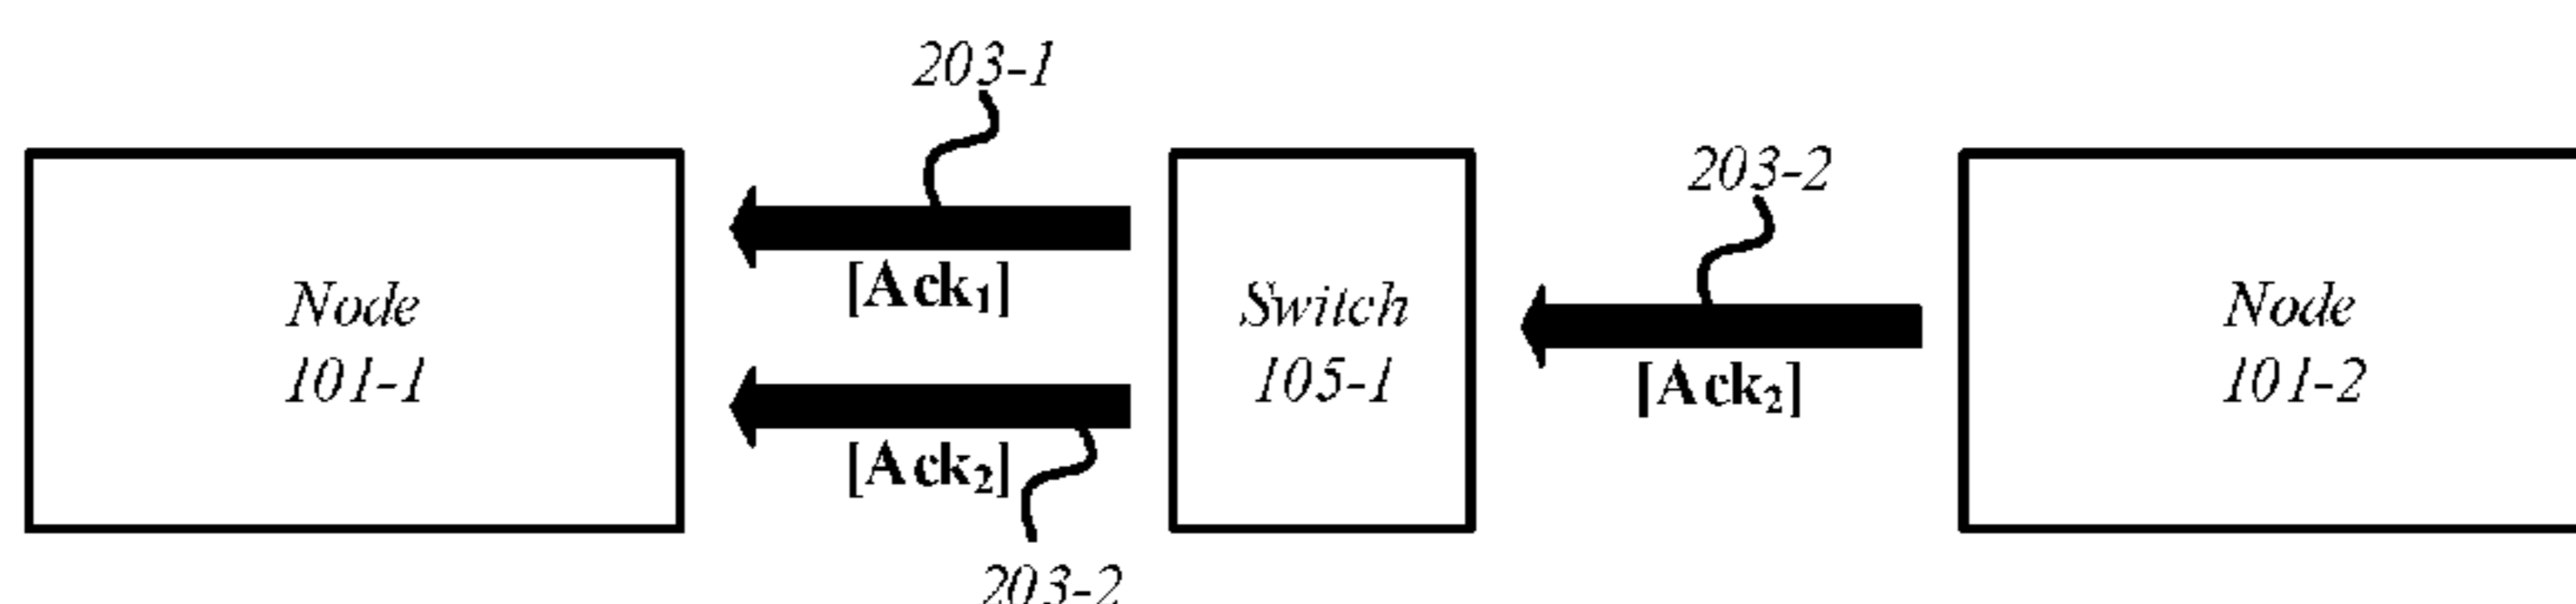 203-1
203-2
Node
101-1
[Ack₁]
Switch
105-1
[Ack₂]
Node
101-2
[Ack₂]
203-2